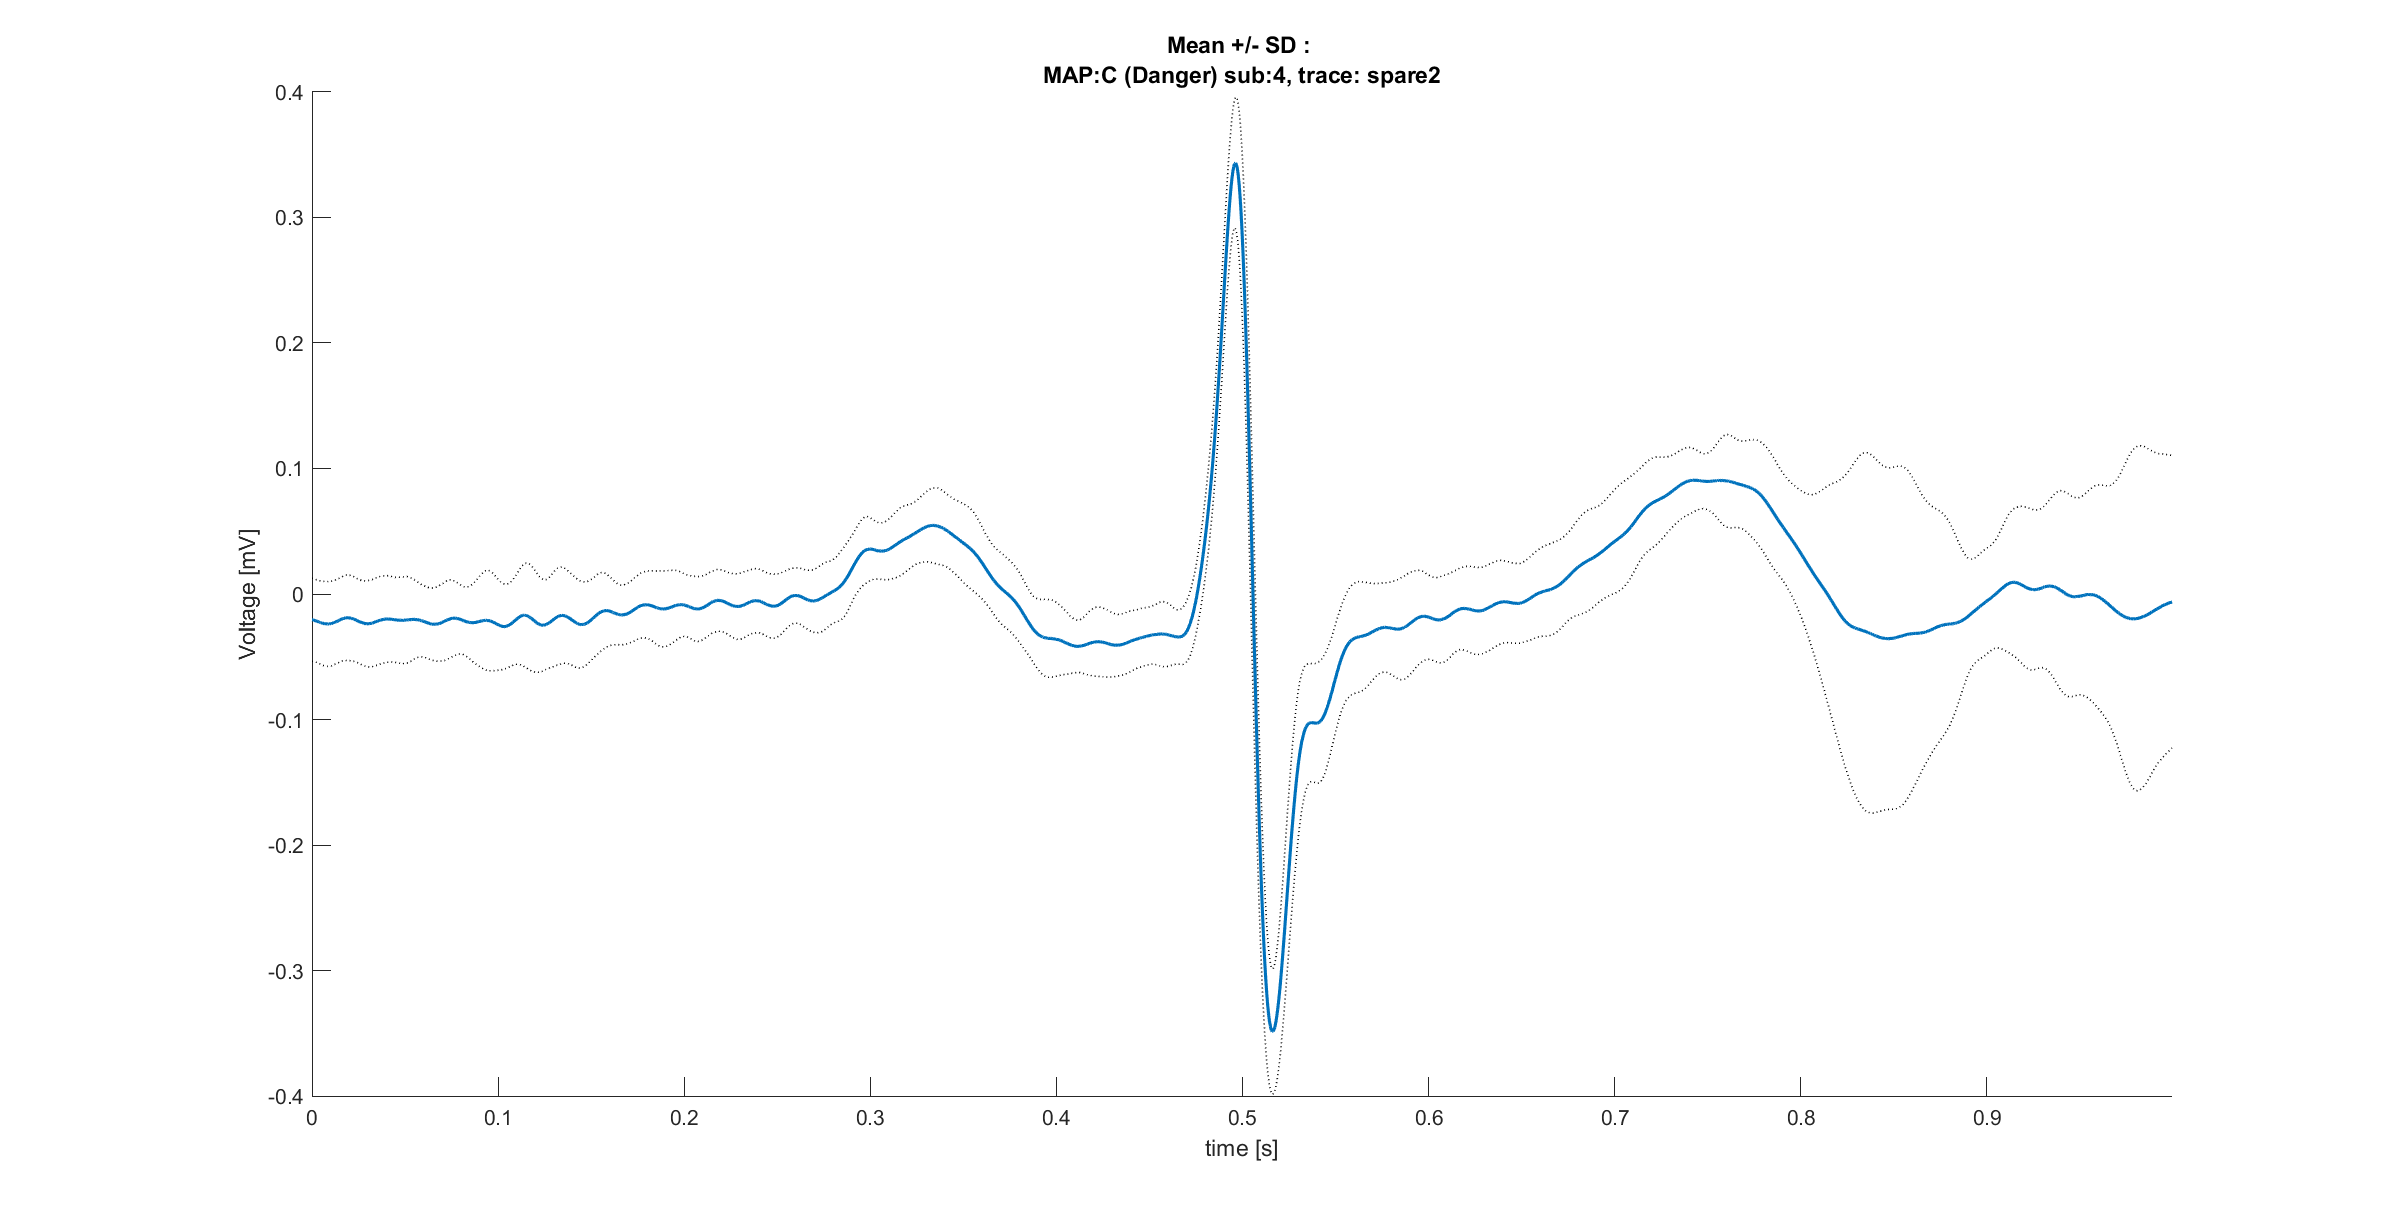 Mean +/- SD :
MAP:C (Danger) sub:4, trace: spare2
0.4
0.3
0.2
0.1
0
-0.1
-0.2
-0.3
-0.4
Voltage [mV]
0 0.1 0.2 0.3 0.4 0.5 0.6 0.7 0.8 0.9
time [s]